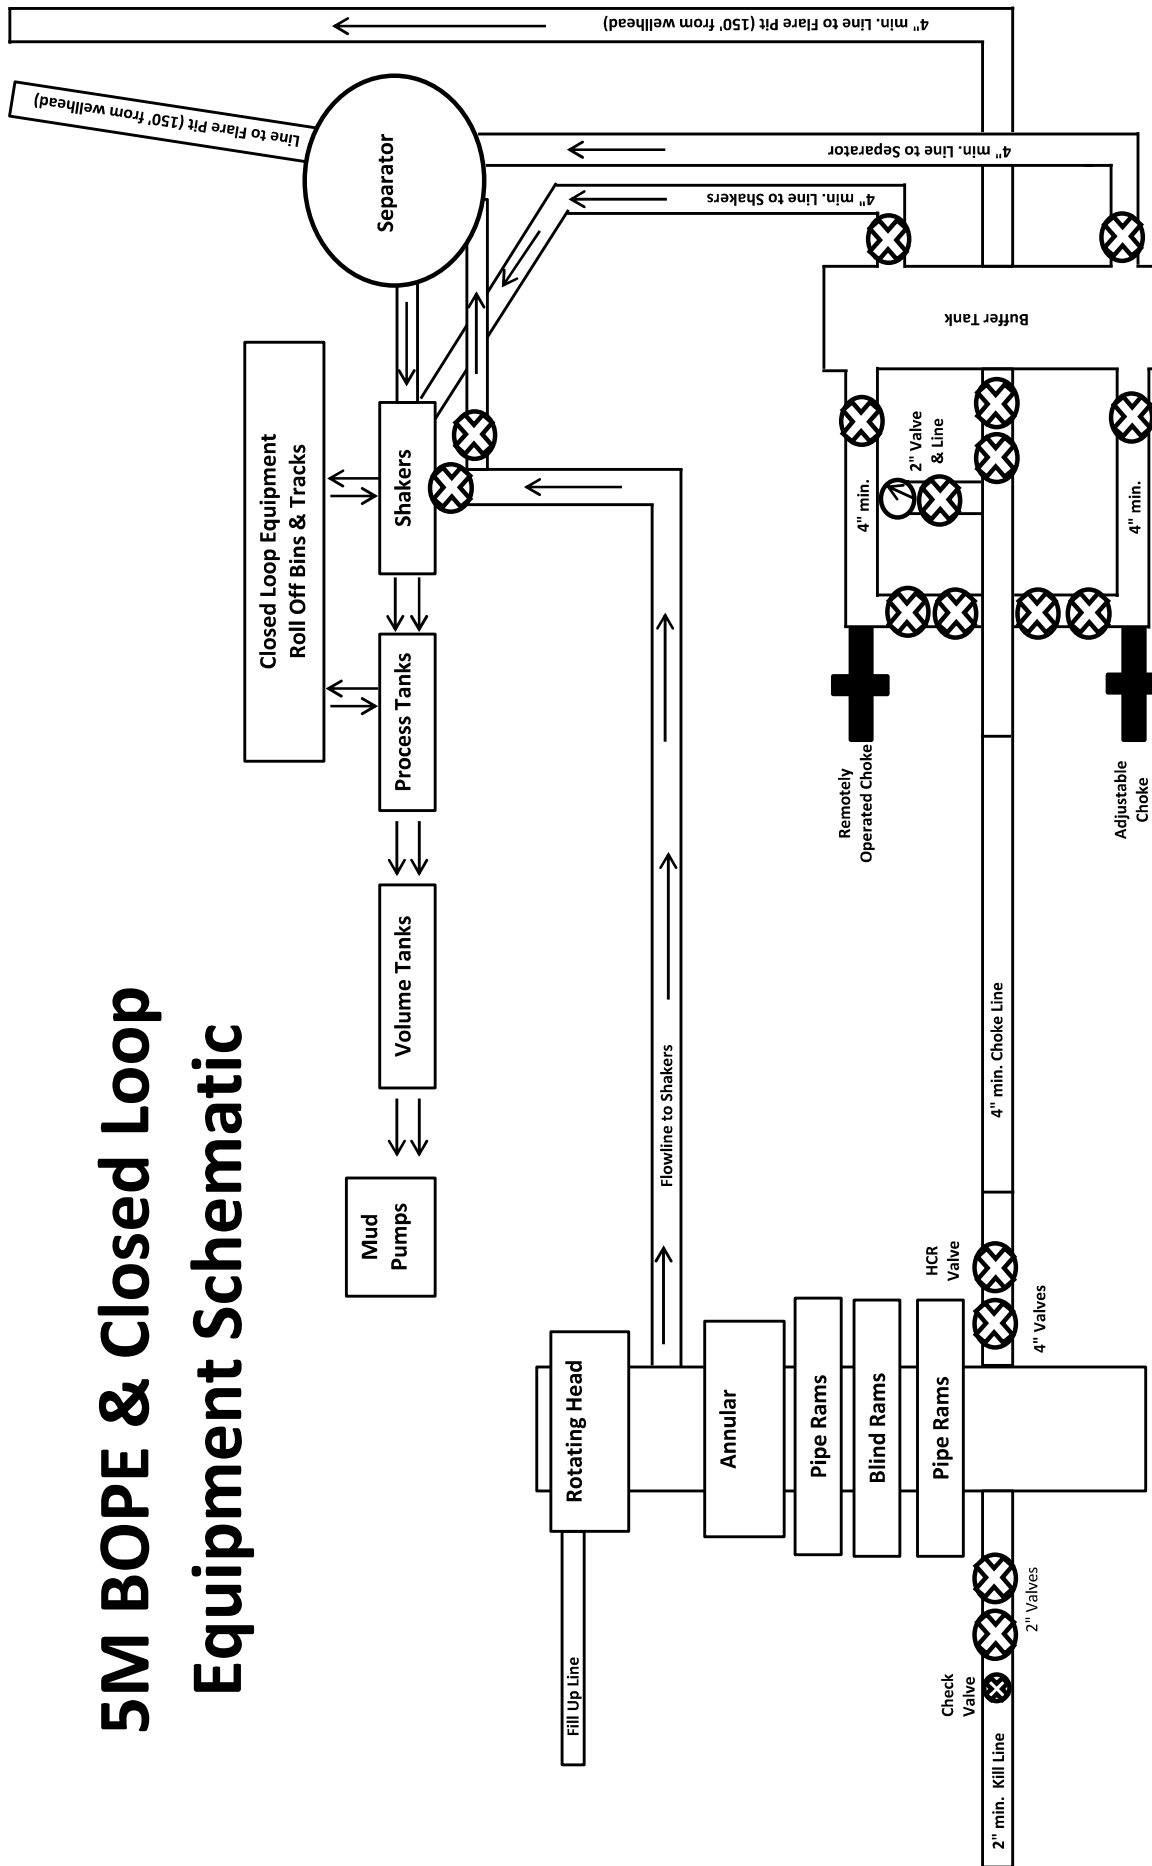 5M BOPE & Closed Loop
Equipment Schematic
Mud
Pumps
Volume Tanks
Process Tanks
Shakers
Closed Loop Equipment
Roll Off Bins & Tracks
Separator
Line to Flare Pit (150' from wellhead)
4" min. Line to Flare Pit (150' from wellhead)
Fill Up Line
Rotating Head
Flowline to Shakers
Annular
Pipe Rams
Blind Rams
Pipe Rams
4" min. Line to Shakers
4" min. Line to Separator
Remotely
Operated Choke
4" min.
2" Valve
& Line
Buffer Tank
2" min. Kill Line
Check
Valve
2" Valves
HCR
Valve
4" Valves
4" min. Choke Line
Adjustable
Choke
4" min.